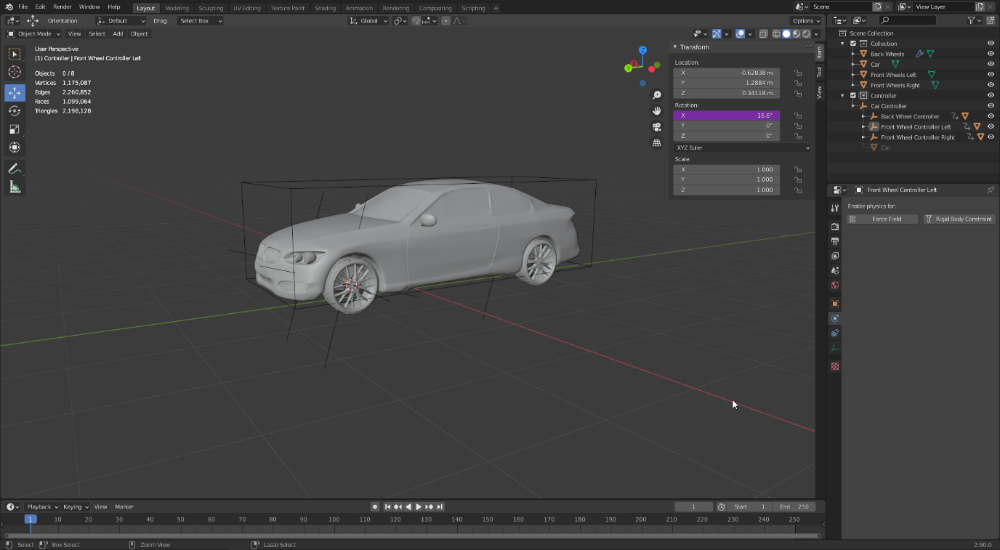 File Edit Render Window Help Layout Modeling Sculpting UV Editing Texture Paint Shading Animation Rendering Compositing Scripting + Scene View Layer
Orientation: Default Drag: Select Box Global Options
Object Mode View Select Add Object
User Perspective
(1) Controller | Front Wheel Controller Left
Objects 0 / 8
Vertices 1,175,087
Edges 2,260,852
Faces 1,099,064
Triangles 2,198,128
Z
Y
Transform
Location:
X -0.62838 m
Y 1.2884 m
Z 0.34118 m
Rotation:
X 16.6°
Y 0°
Z 0°
XYZ Euler
Scale:
X 1.000
Y 1.000
Z 1.000
Item
Tool
View
Scene Collection
Collection
Back Wheels
Car
Front Wheels Left
Front Wheels Right
Controller
Car Controller
Back Wheel Controller
Front Wheel Controller Left
Front Wheel Controller Right
Car
Front Wheel Controller Left
Enable physics for:
Force Field Rigid Body Constraint
Playback Keying View Marker 1 Start 1 End 250
1 10 20 30 40 50 60 70 80 90 100 110 120 130 140 150 160 170 180 190 200 210 220 230 240 250
Select Box Select Zoom View Lasso Select 2.90.0